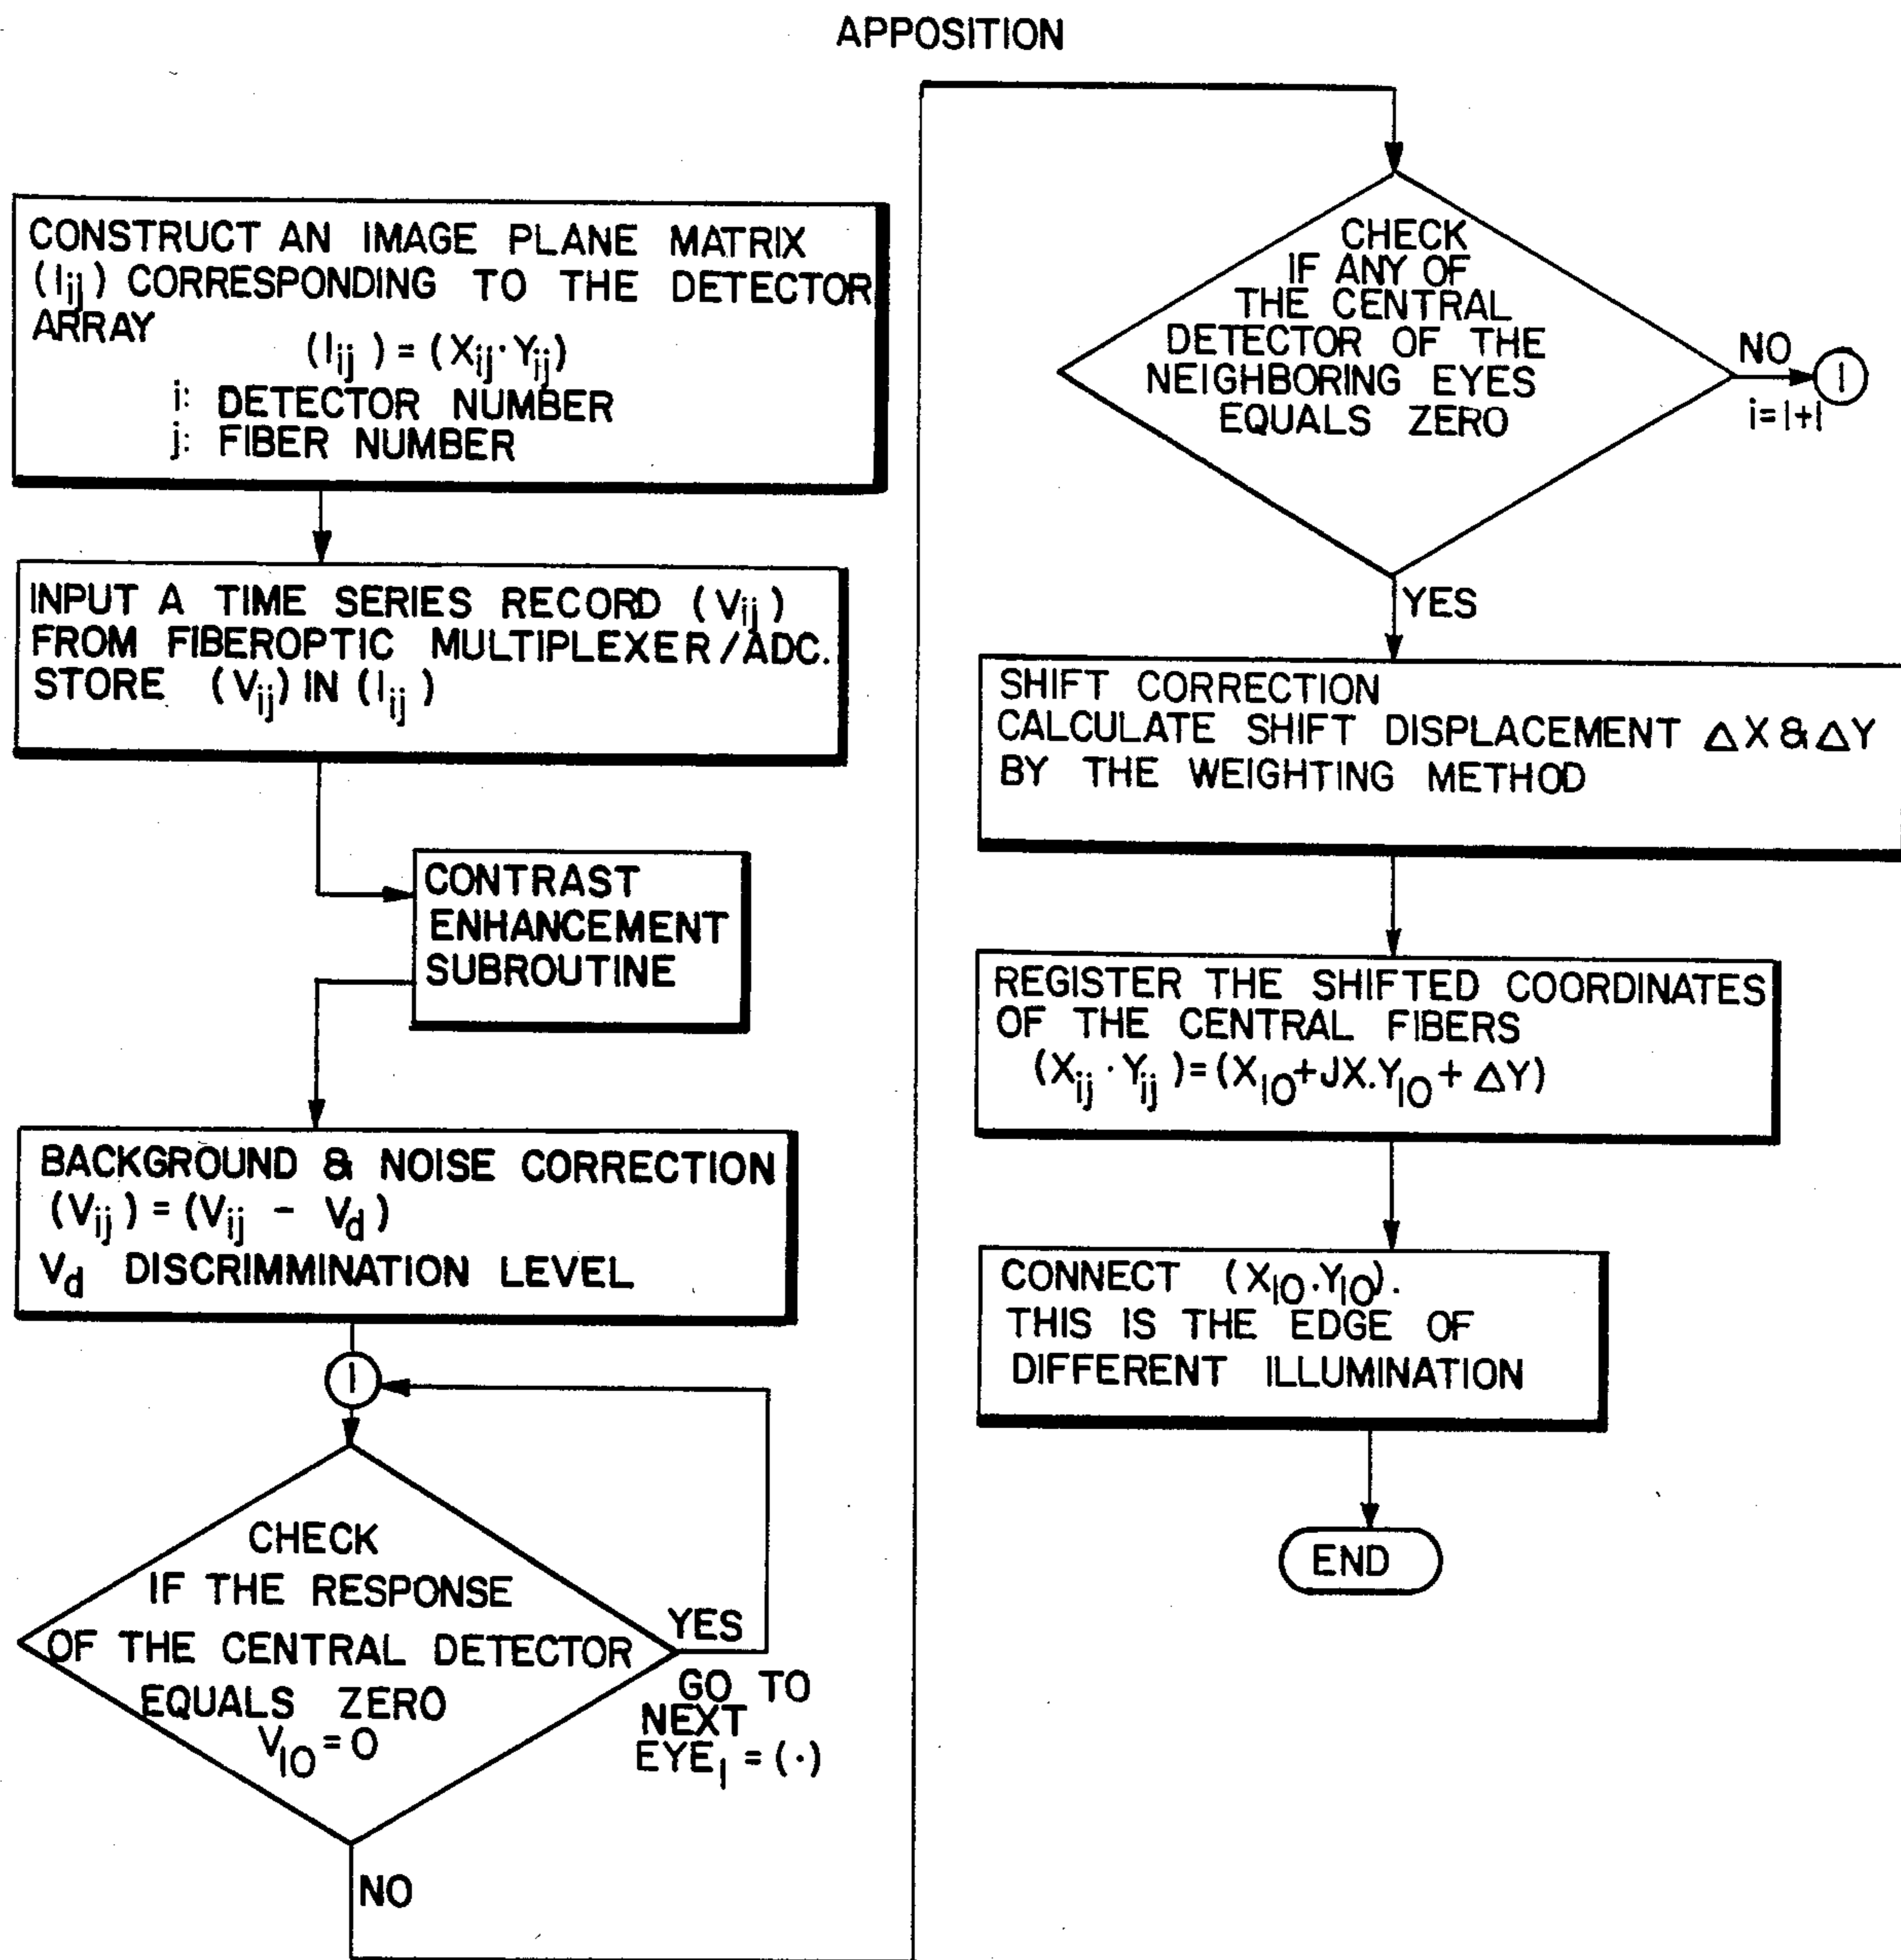 APPOSITION
CONSTRUCT AN IMAGE PLANE MATRIX
(Iij) CORRESPONDING TO THE DETECTOR
ARRAY
(Iij) = (Xij · Yij)
i: DETECTOR NUMBER
j: FIBER NUMBER
INPUT A TIME SERIES RECORD (Vij)
FROM FIBEROPTIC MULTIPLEXER/ADC.
STORE (Vij) IN (Iij)
CONTRAST
ENHANCEMENT
SUBROUTINE
BACKGROUND & NOISE CORRECTION
(Vij) = (Vij - Vd)
Vd DISCRIMMINATION LEVEL
I
CHECK
IF THE RESPONSE
OF THE CENTRAL DETECTOR
EQUALS ZERO
VIO = O
YES
GO TO
NEXT
EYEI = (·)
NO
CHECK
IF ANY OF
THE CENTRAL
DETECTOR OF THE
NEIGHBORING EYES
EQUALS ZERO
NO
I
i=I+I
YES
SHIFT CORRECTION
CALCULATE SHIFT DISPLACEMENT ΔX & ΔY
BY THE WEIGHTING METHOD
REGISTER THE SHIFTED COORDINATES
OF THE CENTRAL FIBERS
(Xij · Yij) = (XIO+JX.YIO + ΔY)
CONNECT (XIO.YIO).
THIS IS THE EDGE OF
DIFFERENT ILLUMINATION
END